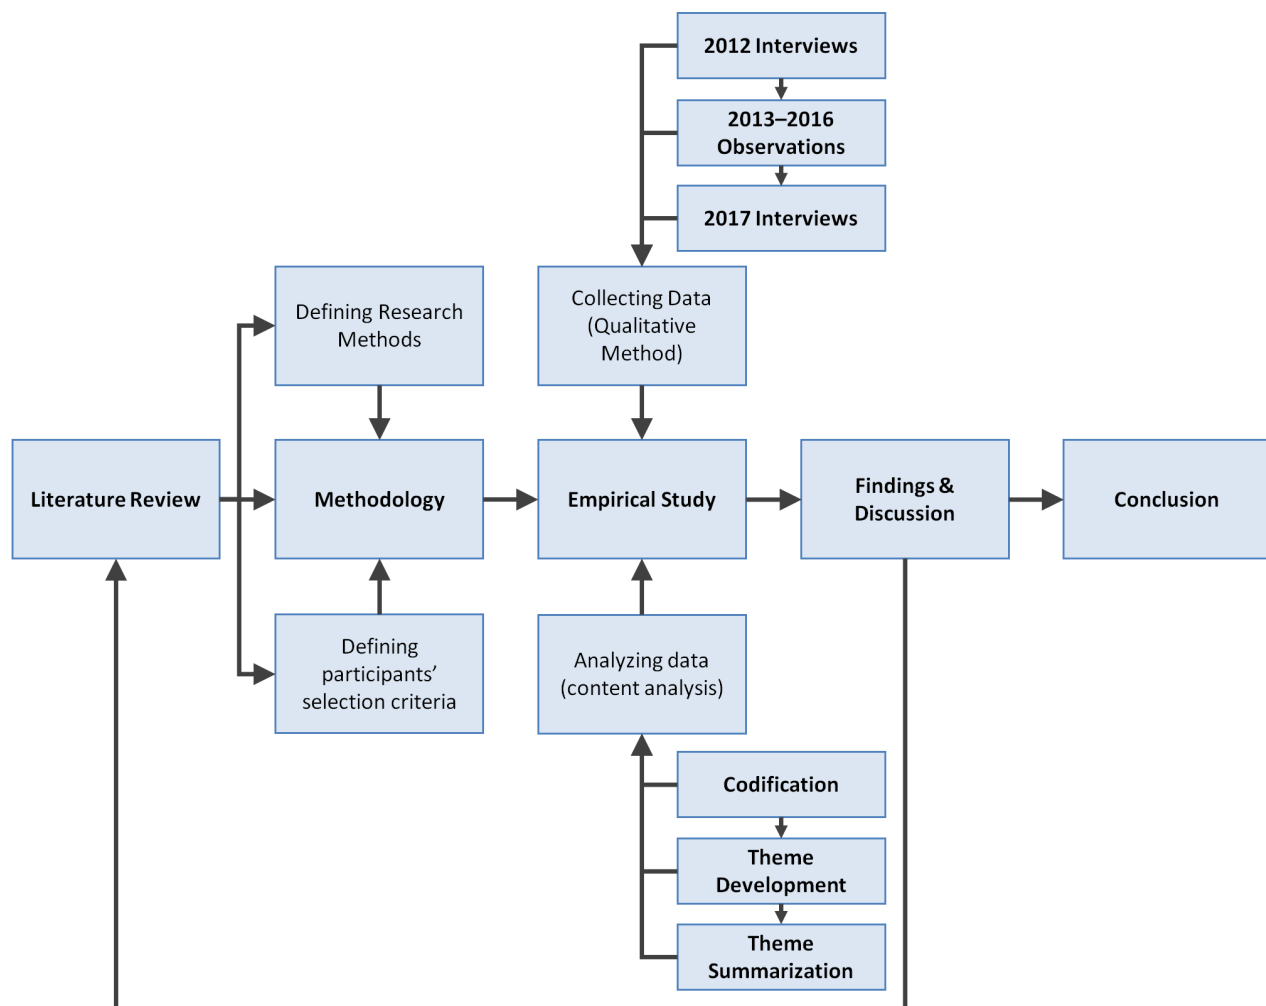 2012 Interviews
2013–2016
Observations
2017 Interviews
Defining Research
Methods
Collecting Data
(Qualitative
Method)
Literature Review
Methodology
Empirical Study
Findings &
Discussion
Conclusion
Defining
participants’
selection criteria
Analyzing data
(content analysis)
Codification
Theme
Development
Theme
Summarization